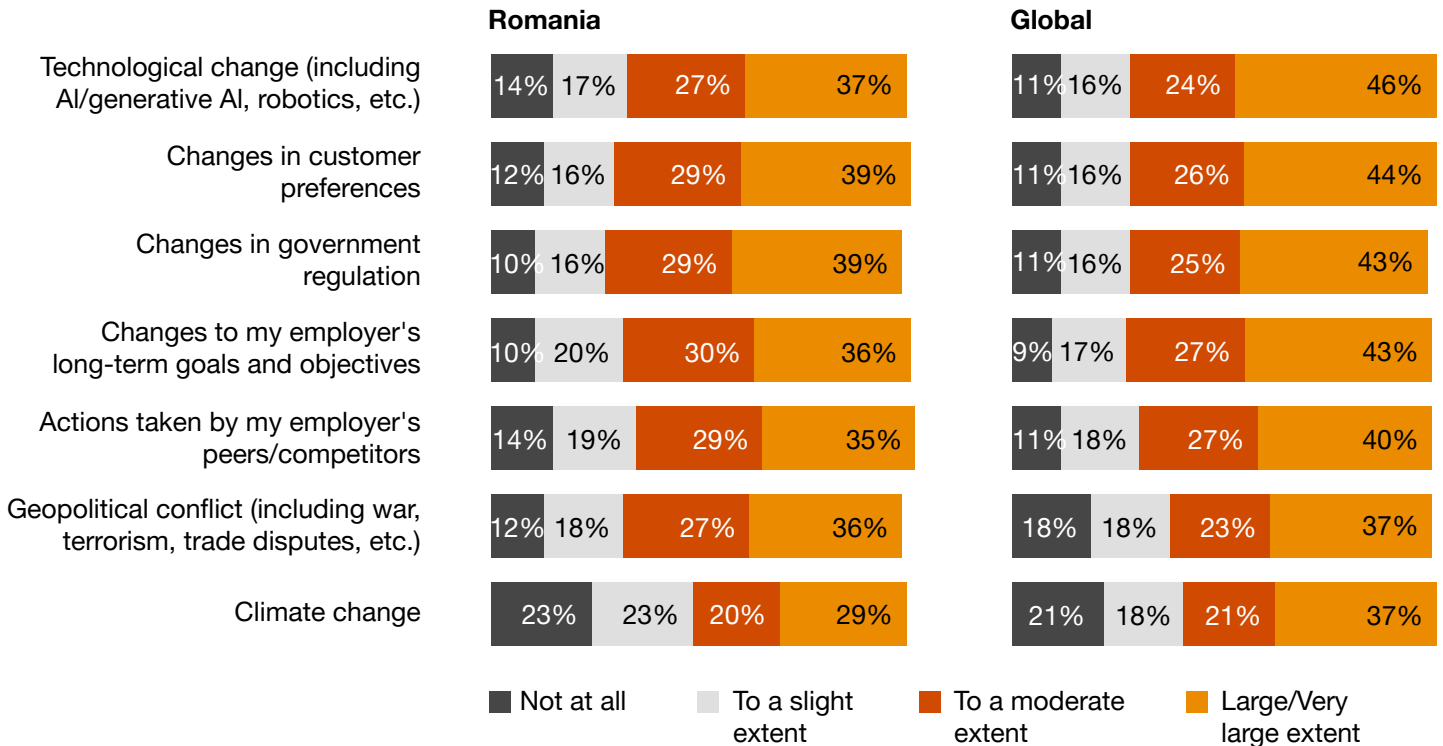 Romania
Global
Technological change (including
AI/generative AI, robotics, etc.)
14% 17% 27% 37%
11% 16% 24% 46%
Changes in customer
preferences
12% 16% 29% 39%
11% 16% 26% 44%
Changes in government
regulation
10% 16% 29% 39%
11% 16% 25% 43%
Changes to my employer's
long-term goals and objectives
10% 20% 30% 36%
9% 17% 27% 43%
Actions taken by my employer's
peers/competitors
14% 19% 29% 35%
11% 18% 27% 40%
Geopolitical conflict (including war,
terrorism, trade disputes, etc.)
12% 18% 27% 36%
18% 18% 23% 37%
Climate change
23% 23% 20% 29%
21% 18% 21% 37%
Not at all
To a slight
extent
To a moderate
extent
Large/Very
large extent